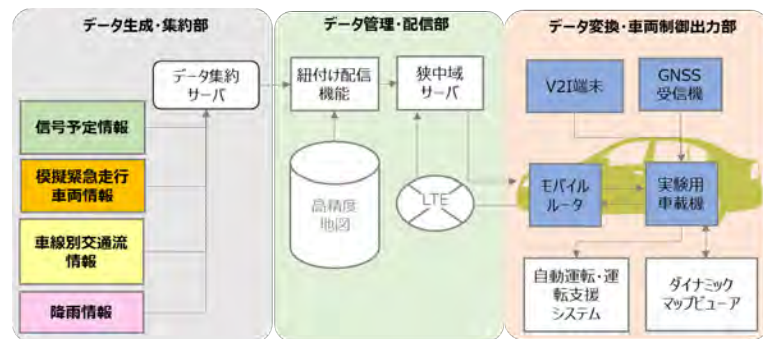 データ生成・集約部
データ集約
サーバ
信号予定情報
模擬緊急走行
車両情報
車線別交通流
情報
降雨情報
データ管理・配信部
紐付け配信
機能
狭中域
サーバ
高精度
地図
LTE
データ変換・車両制御出力部
V2I端末
GNSS
受信機
モバイル
ルータ
実験用
車載機
自動運転・運
転支援
システム
ダイナミック
マップビューア